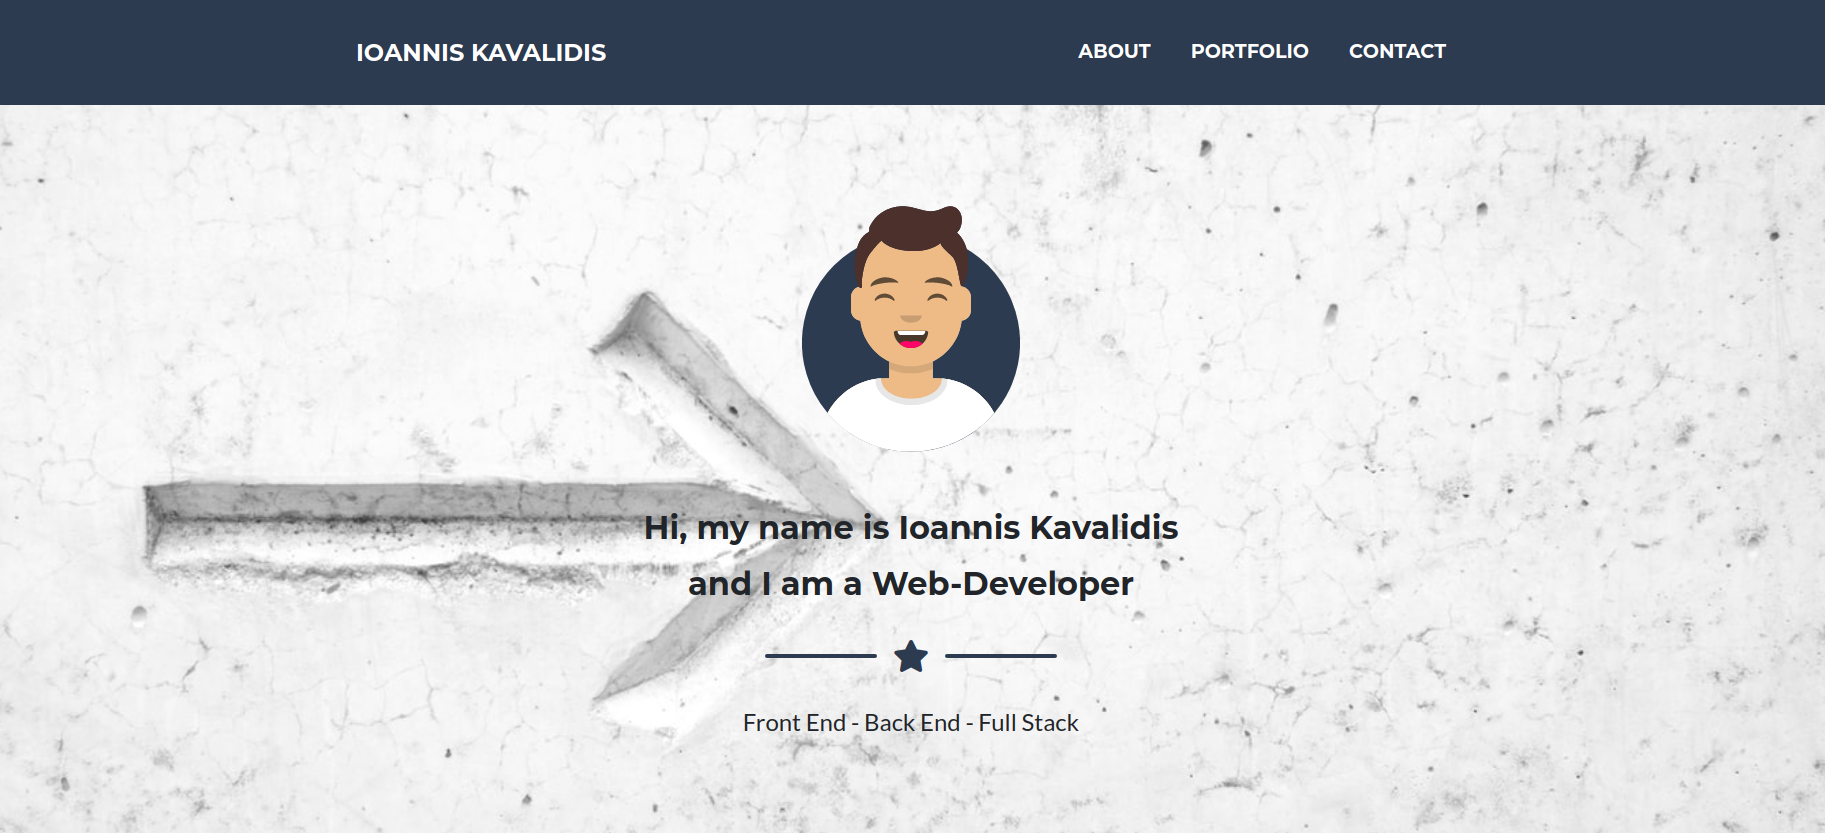 IOANNIS KAVALIDIS
ABOUT PORTFOLIO CONTACT
Hi, my name is Ioannis Kavalidis
and I am a Web-Developer
Front End - Back End - Full Stack